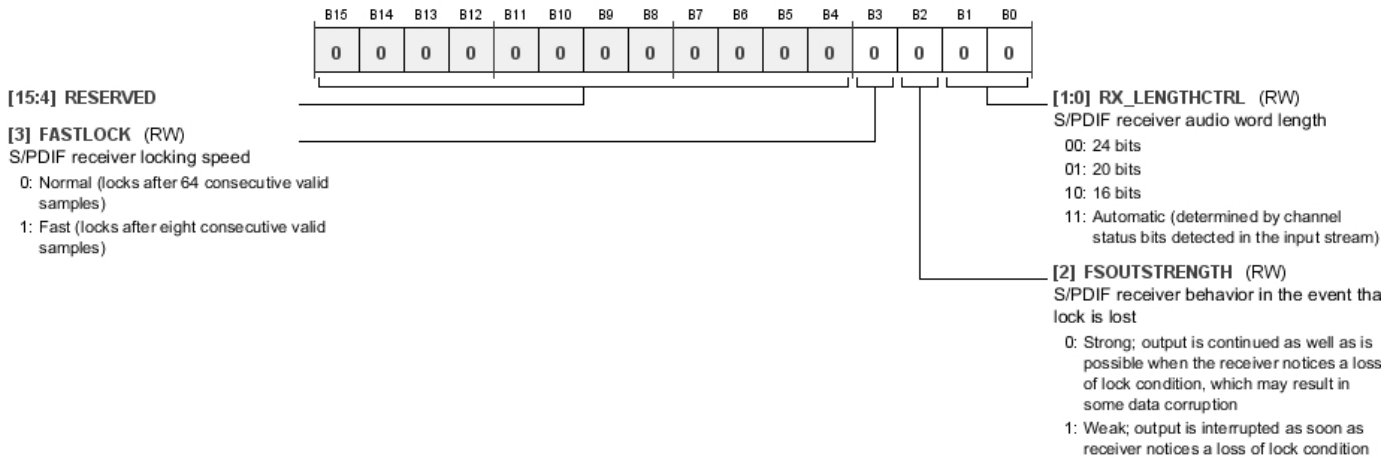 B15 B14 B13 B12 B11 B10 B9 B8 B7 B6 B5 B4 B3 B2 B1 B0
0 0 0 0 0 0 0 0 0 0 0 0 0 0 0 0
[15:4] RESERVED
[3] FASTLOCK (RW)
S/PDIF receiver locking speed
0: Normal (locks after 64 consecutive valid
samples)
1: Fast (locks after eight consecutive valid
samples)
[1:0] RX_LENGTHCTRL (RW)
S/PDIF receiver audio word length
00: 24 bits
01: 20 bits
10: 16 bits
11: Automatic (determined by channel
status bits detected in the input stream)
[2] FSOUTSTRENGTH (RW)
S/PDIF receiver behavior in the event tha
lock is lost
0: Strong; output is continued as well as is
possible when the receiver notices a loss
of lock condition, which may result in
some data corruption
1: Weak; output is interrupted as soon as
receiver notices a loss of lock condition